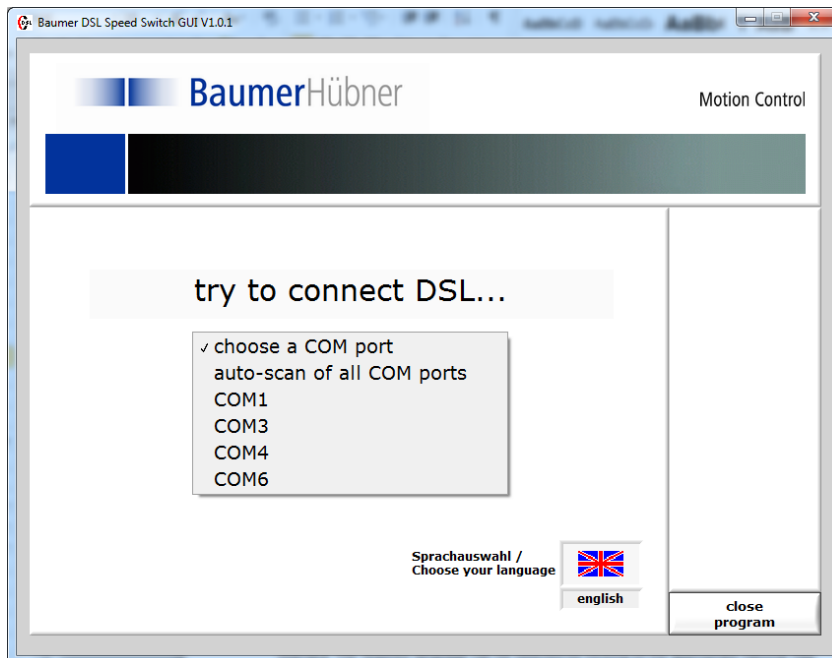 Baumer DSL Speed Switch GUI V1.0.1
BaumerHübner
Motion Control
try to connect DSL...
✓ choose a COM port
auto-scan of all COM ports
COM1
COM3
COM4
COM6
Sprachauswahl /
Choose your language
english
close
program